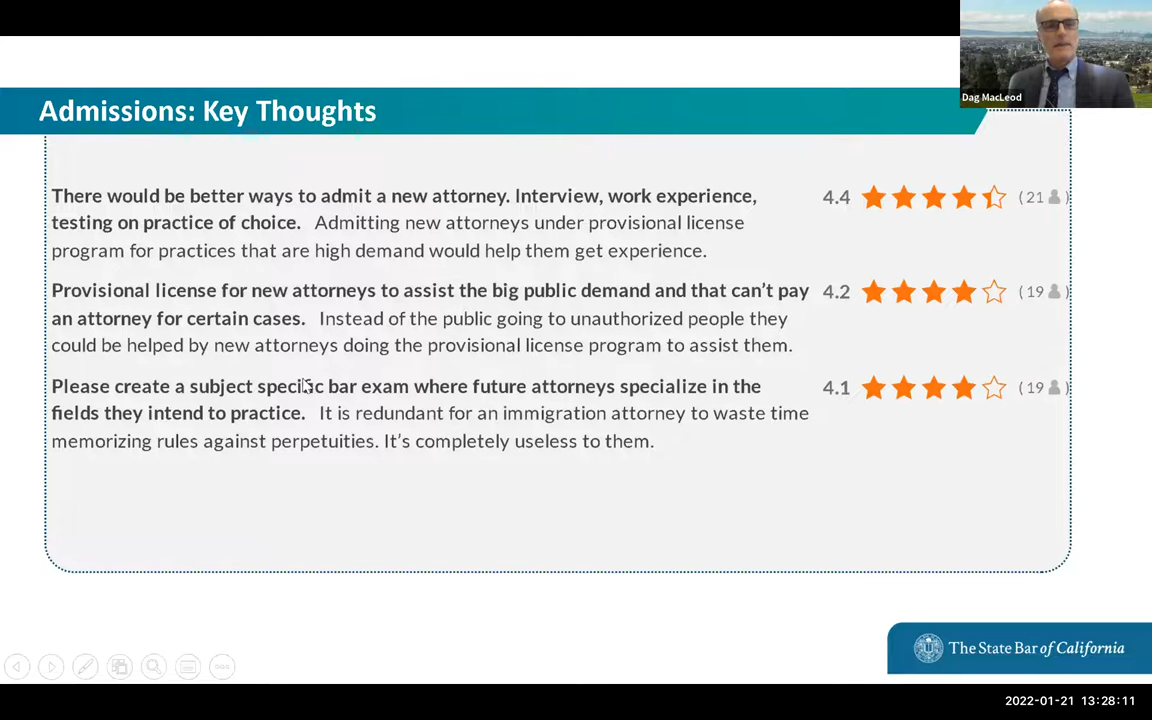 Dag MacLeod
Admissions: Key Thoughts
There would be better ways to admit a new attorney. Interview, work experience,
testing on practice of choice. Admitting new attorneys under provisional license
program for practices that are high demand would help them get experience.
4.4 (21)
Provisional license for new attorneys to assist the big public demand and that can't pay
an attorney for certain cases. Instead of the public going to unauthorized people they
could be helped by new attorneys doing the provisional license program to assist them.
4.2 (19)
Please create a subject specific bar exam where future attorneys specialize in the
fields they intend to practice. It is redundant for an immigration attorney to waste time
memorizing rules against perpetuities. It's completely useless to them.
4.1 (19)
The State Bar of California
2022-01-21 13:28:11